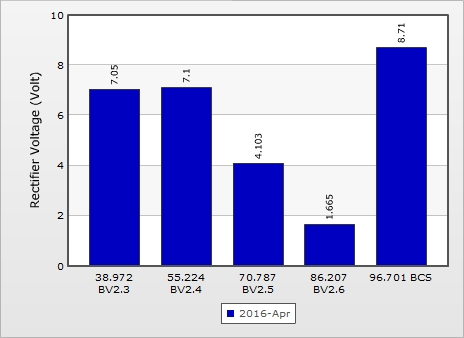 10
8
6
4
2
0
Rectifier Voltage (Volt)
7.05
7.1
4.103
1.665
8.71
38.972 55.224 70.787 86.207 96.701 BCS
BV2.3 BV2.4 BV2.5 BV2.6
2016-Apr